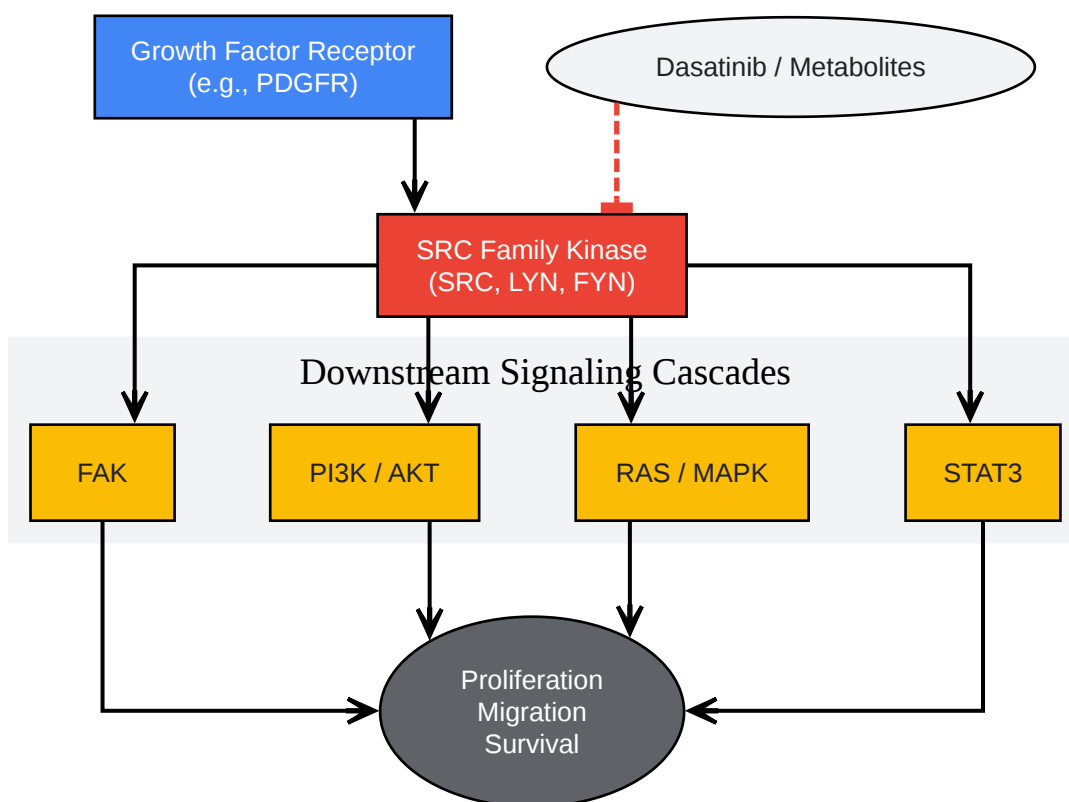 Growth Factor Receptor
(e.g., PDGFR)
Dasatinib / Metabolites
SRC Family Kinase
(SRC, LYN, FYN)
Downstream Signaling Cascades
FAK
PI3K / AKT
RAS / MAPK
STAT3
Proliferation
Migration
Survival